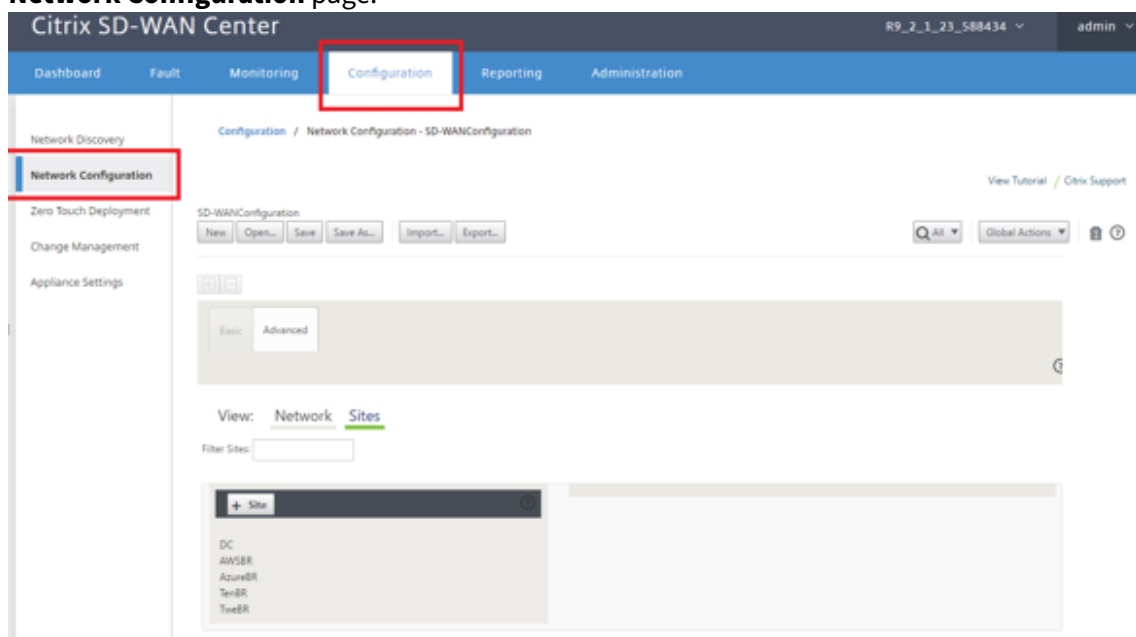 Network Configuration page.
Citrix SD-WAN Center R9_2_1_23_588434 admin
Dashboard Fault Monitoring Configuration Reporting Administration
Network Discovery
Configuration / Network Configuration - SD-WANConfiguration
Network Configuration
View Tutorial / Citrix Support
Zero Touch Deployment
SD-WANConfiguration
New Open... Save Save As... Import... Export... All Global Actions
Change Management
Appliance Settings
+ -
Basic Advanced
?
View: Network Sites
Filter Sites:
+ Site ?
DC
AWSBR
AzureBR
TenBR
TweBR